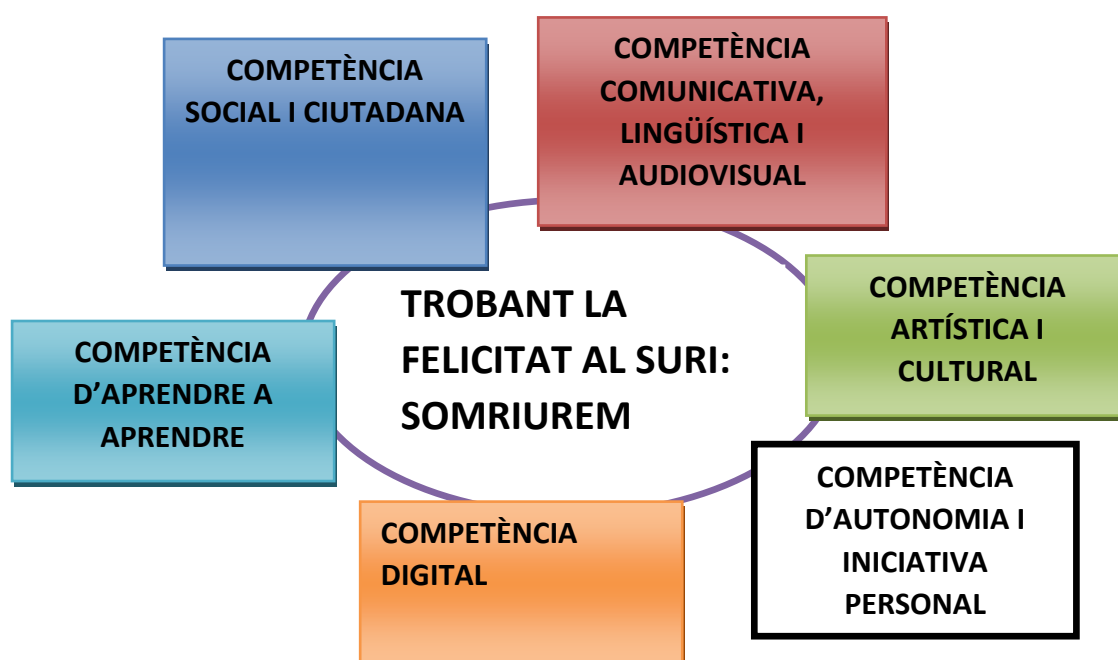 COMPETÈNCIA
SOCIAL I CIUTADANA
COMPETÈNCIA
COMUNICATIVA,
LINGÜÍSTICA I
AUDIOVISUAL
TROBANT LA
FELICITAT AL SURI:
SOMRIUREM
COMPETÈNCIA
ARTÍSTICA I
CULTURAL
COMPETÈNCIA
D’APRENDRE A
APRENDRE
COMPETÈNCIA
D’AUTONOMIA I
INICIATIVA
PERSONAL
COMPETÈNCIA
DIGITAL